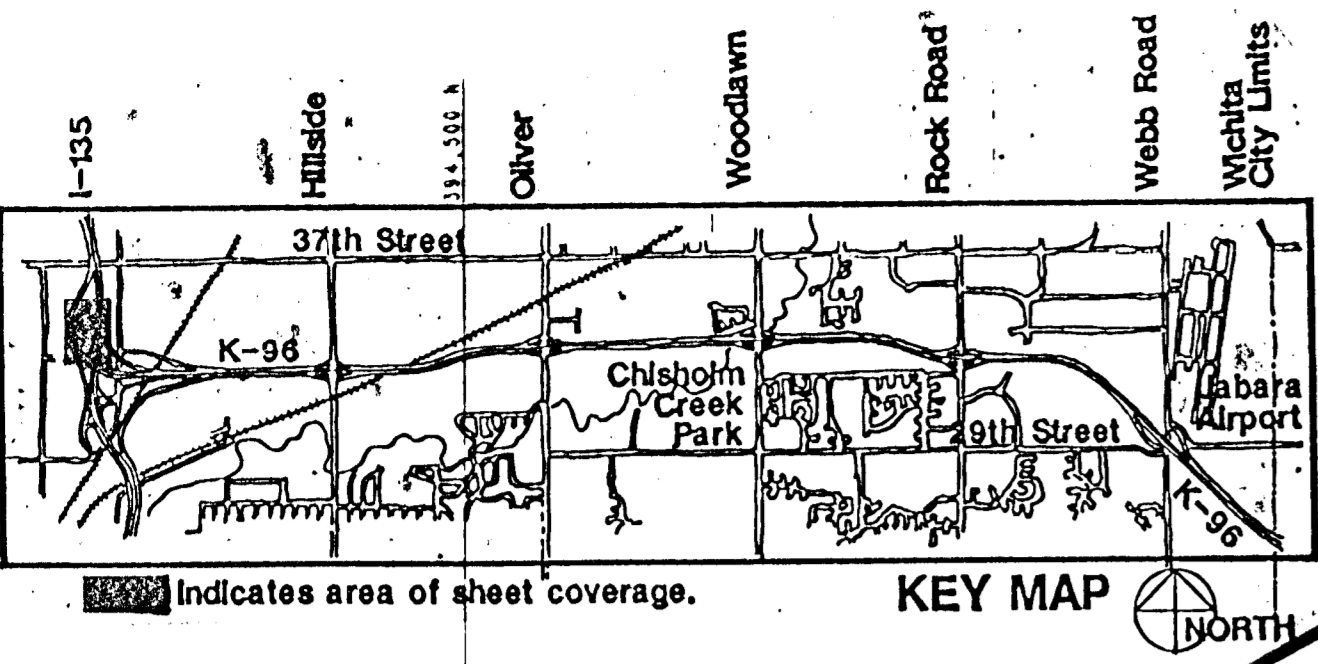 I-135
Hillside
394,500 N
Oliver
Woodlawn
Rock Road
Webb Road
Wichita
City Limits
37th Street
K-96
Chisholm
Creek
Park
29th Street
Jabara
Airport
K-96
Indicates area of sheet coverage.
KEY MAP
NORTH